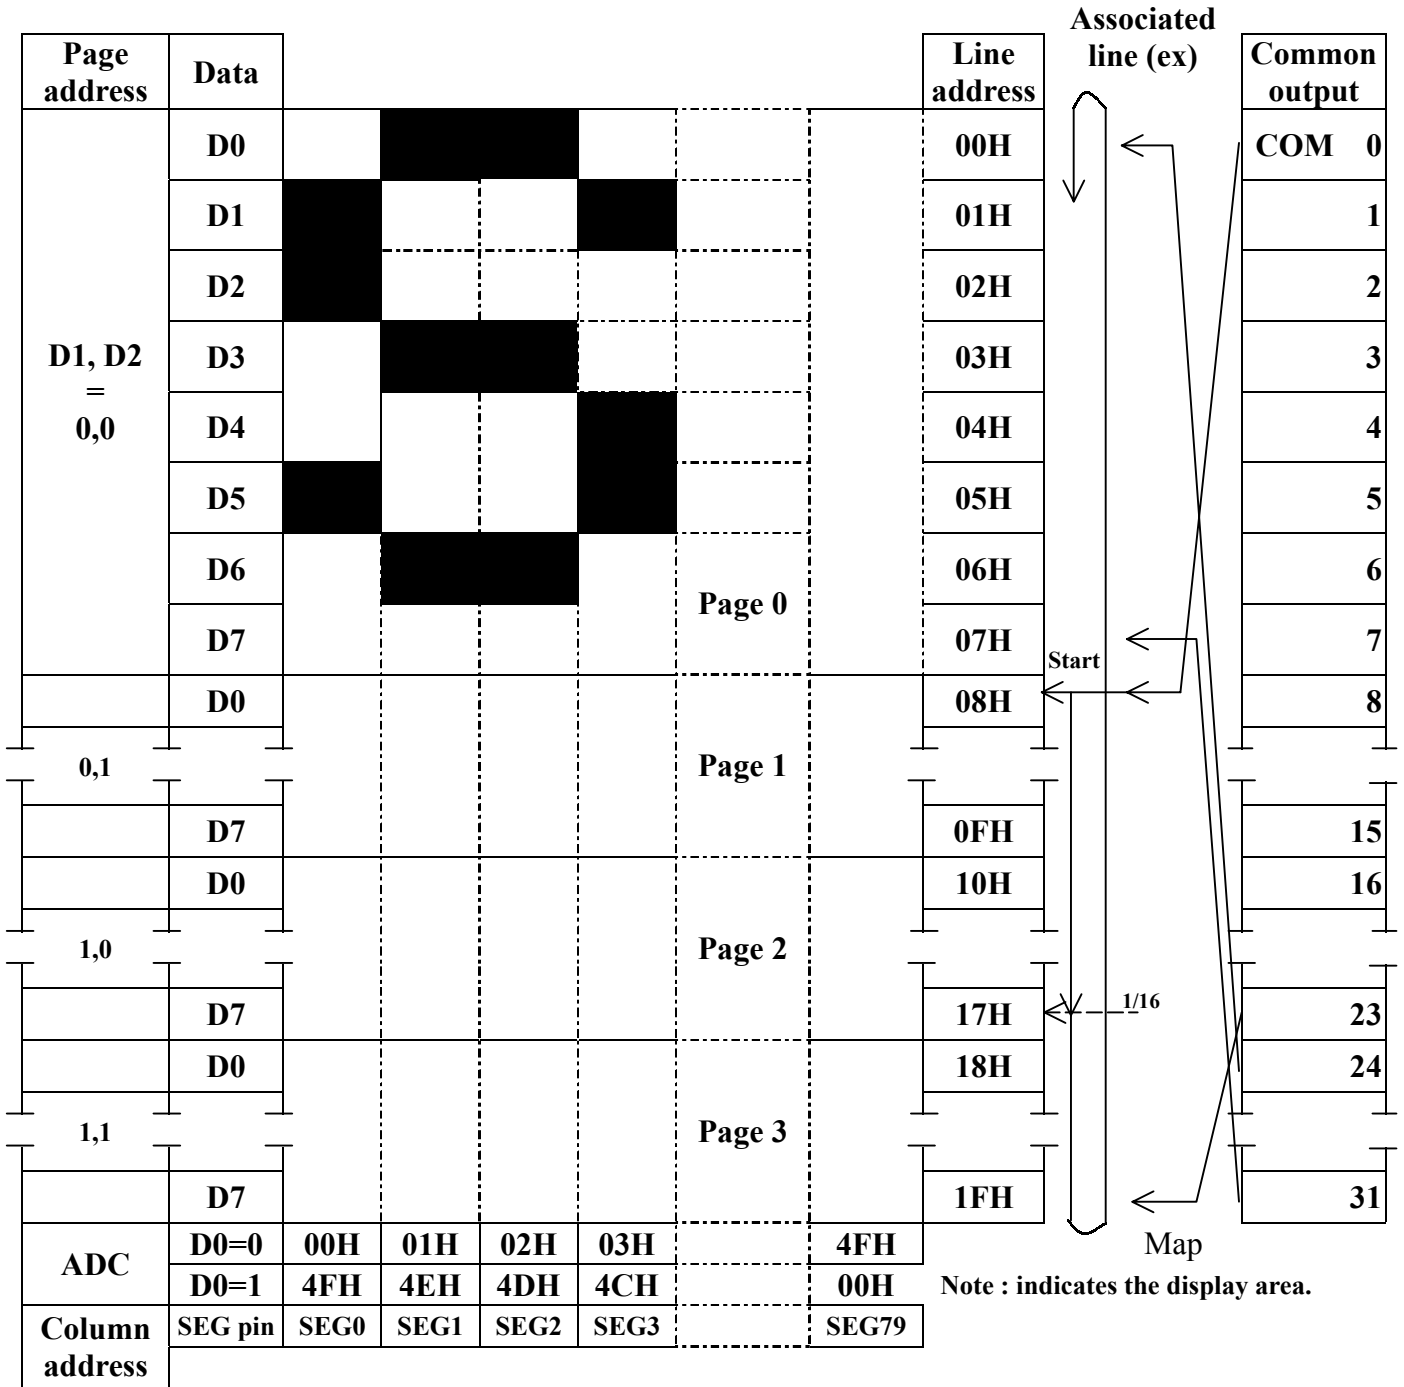 Associated
line (ex)
Page address Data Line address Common output
D0 00H COM 0
D1 01H 1
D2 02H 2
D1, D2
=
0,0
D3 03H 3
D4 04H 4
D5 05H 5
D6 06H 6
Page 0
D7 07H 7
Start
D0 08H 8
0,1 Page 1
D7 0FH 15
D0 10H 16
1,0 Page 2
D7 17H 1/16 23
D0 18H 24
1,1 Page 3
D7 1FH 31
Map
ADC D0=0 00H 01H 02H 03H 4FH
D0=1 4FH 4EH 4DH 4CH 00H
Note : indicates the display area.
Column address SEG pin SEG0 SEG1 SEG2 SEG3 SEG79